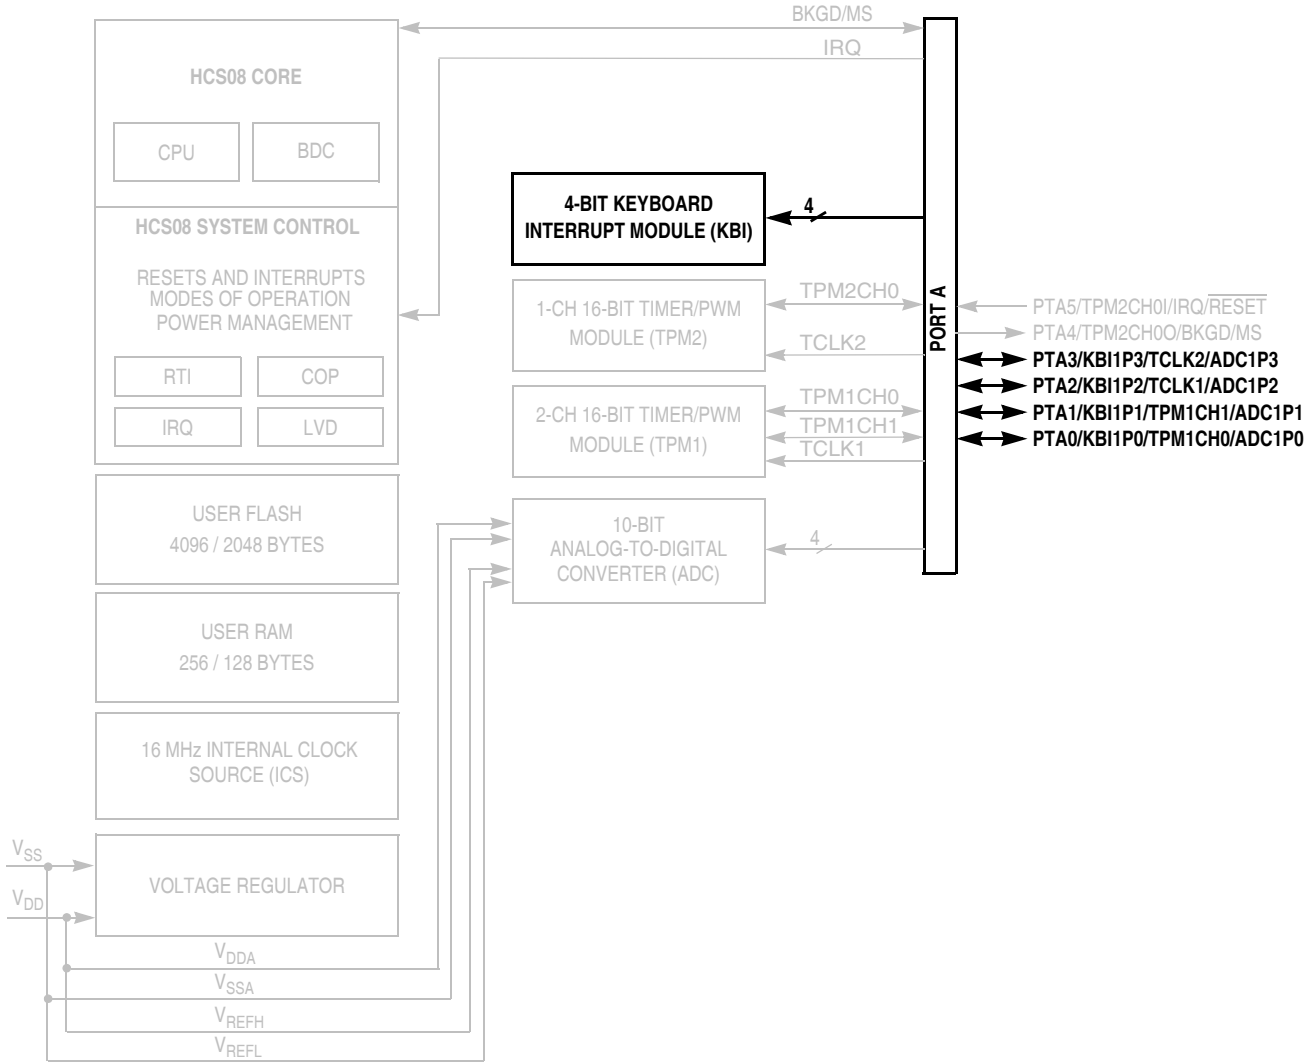 BKGD/MS
IRQ
HCS08 CORE
CPU
BDC
4-BIT KEYBOARD
INTERRUPT MODULE (KBI)
4
HCS08 SYSTEM CONTROL
RESETS AND INTERRUPTS
MODES OF OPERATION
POWER MANAGEMENT
RTI
COP
IRQ
LVD
1-CH 16-BIT TIMER/PWM
MODULE (TPM2)
TPM2CH0
TCLK2
2-CH 16-BIT TIMER/PWM
MODULE (TPM1)
TPM1CH0
TPM1CH1
TCLK1
PORT A
PTA5/TPM2CH0I/IRQ/RESET
PTA4/TPM2CH0O/BKGD/MS
PTA3/KBI1P3/TCLK2/ADC1P3
PTA2/KBI1P2/TCLK1/ADC1P2
PTA1/KBI1P1/TPM1CH1/ADC1P1
PTA0/KBI1P0/TPM1CH0/ADC1P0
USER FLASH
4096 / 2048 BYTES
10-BIT
ANALOG-TO-DIGITAL
CONVERTER (ADC)
4
USER RAM
256 / 128 BYTES
16 MHz INTERNAL CLOCK
SOURCE (ICS)
VSS
VDD
VOLTAGE REGULATOR
VDDA
VSSA
VREFH
VREFL